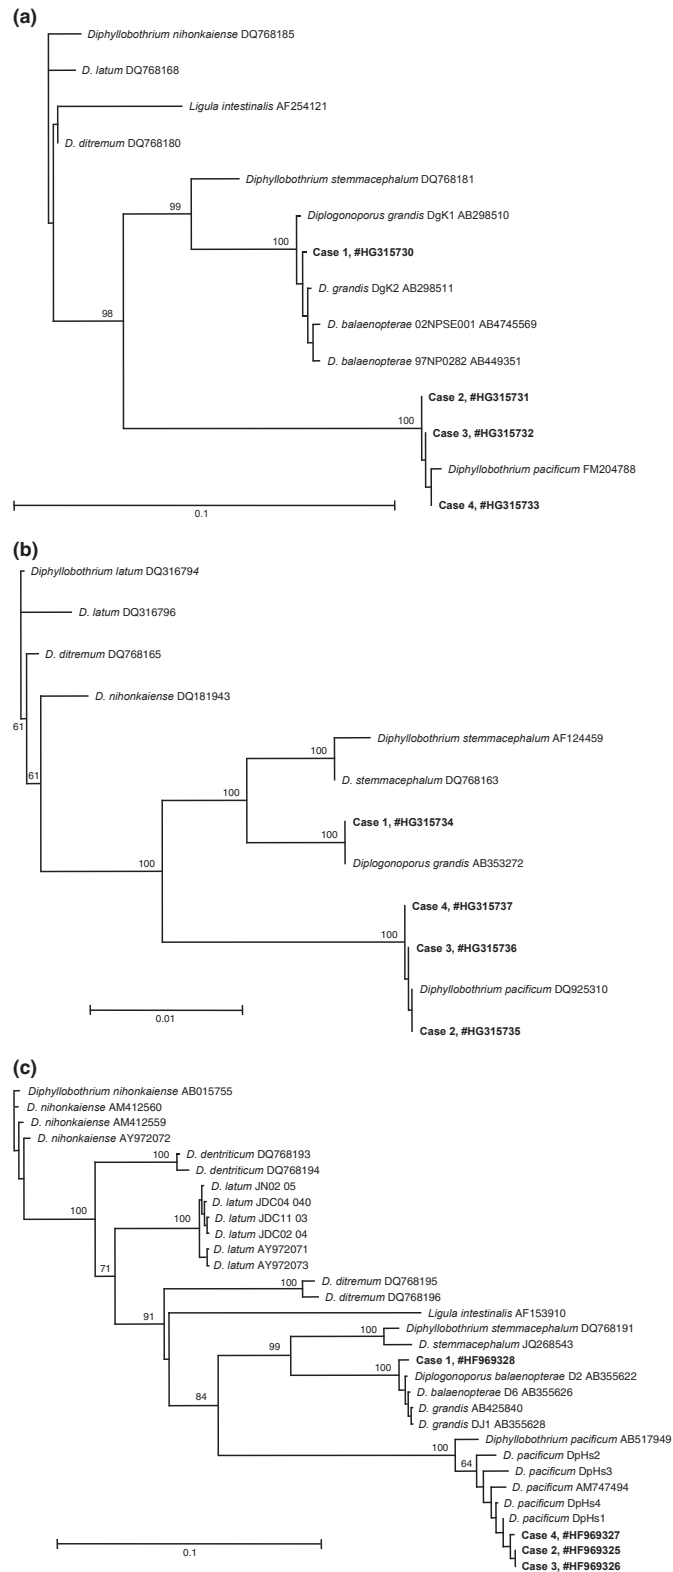 (a)
Diphyllobothrium nihonkaiense DQ768185
D. latum DQ768168
Ligula intestinalis AF254121
D. ditremum DQ768180
Diphyllobothrium stemmacephalum DQ768181
99
Diplogonoporus grandis DgK1 AB298510
100
Case 1, #HG315730
D. grandis DgK2 AB298511
98
D. balaenopterae 02NPSE001 AB4745569
D. balaenopterae 97NP0282 AB449351
Case 2, #HG315731
100
Case 3, #HG315732
Diphyllobothrium pacificum FM204788
Case 4, #HG315733
0.1
(b)
Diphyllobothrium latum DQ316794
D. latum DQ316796
D. ditremum DQ768165
D. nihonkaiense DQ181943
61
Diphyllobothrium stemmacephalum AF124459
100
61
D. stemmacephalum DQ768163
100
Case 1, #HG315734
100
Diplogonoporus grandis AB353272
100
Case 4, #HG315737
100
Case 3, #HG315736
Diphyllobothrium pacificum DQ925310
0.01
Case 2, #HG315735
(c)
Diphyllobothrium nihonkaiense AB015755
D. nihonkaiense AM412560
D. nihonkaiense AM412559
D. nihonkaiense AY972072
100
D. dentriticum DQ768193
D. dentriticum DQ768194
D. latum JN02 05
D. latum JDC04 040
100
100
D. latum JDC11 03
D. latum JDC02 04
D. latum AY972071
71
D. latum AY972073
100
D. ditremum DQ768195
D. ditremum DQ768196
91
Ligula intestinalis AF153910
100
Diphyllobothrium stemmacephalum DQ768191
D. stemmacephalum JQ268543
99
Case 1, #HF969328
100
Diplogonoporus balaenopterae D2 AB355622
D. balaenopterae D6 AB355626
84
D. grandis AB425840
D. grandis DJ1 AB355628
Diphyllobothrium pacificum AB517949
100
D. pacificum DpHs2
64
D. pacificum DpHs3
D. pacificum AM747494
D. pacificum DpHs4
D. pacificum DpHs1
Case 4, #HF969327
Case 2, #HF969325
0.1
Case 3, #HF969326